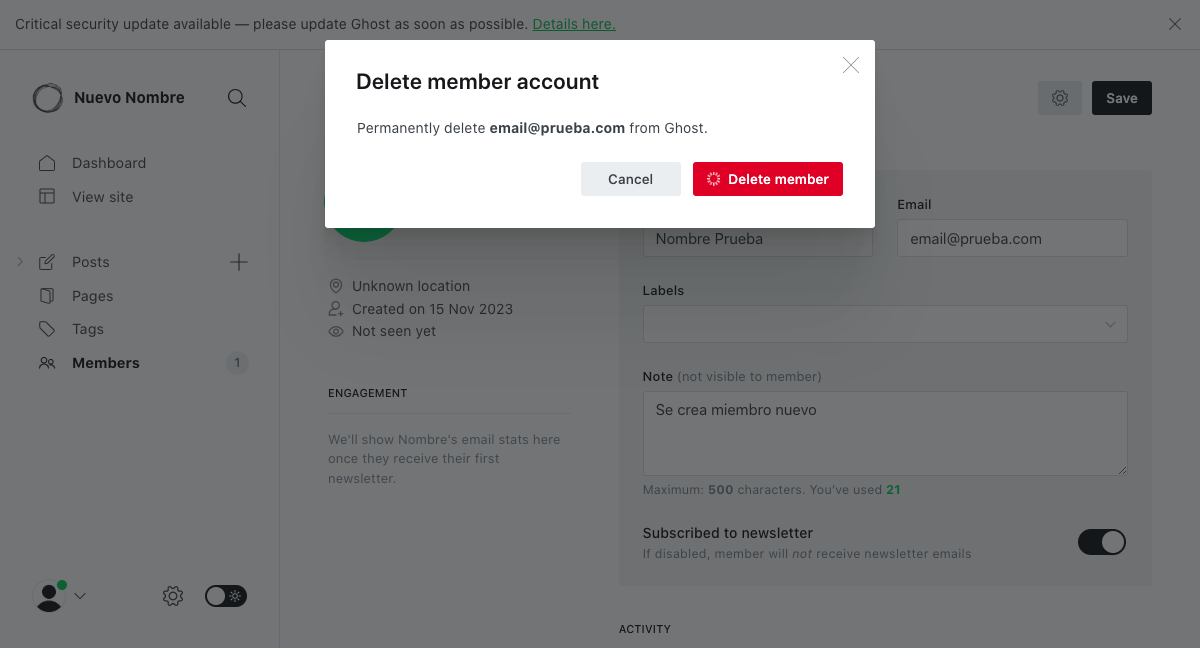 Critical security update available — please update Ghost as soon as possible. Details here.
Nuevo Nombre
Dashboard
View site
Posts
Pages
Tags
Members 1
Delete member account
Permanently delete email@prueba.com from Ghost.
Cancel
Delete member
Save
Unknown location
Created on 15 Nov 2023
Not seen yet
ENGAGEMENT
We'll show Nombre's email stats here
once they receive their first
newsletter.
Nombre Prueba
Email
email@prueba.com
Labels
Note (not visible to member)
Se crea miembro nuevo
Maximum: 500 characters. You've used 21
Subscribed to newsletter
If disabled, member will not receive newsletter emails
ACTIVITY